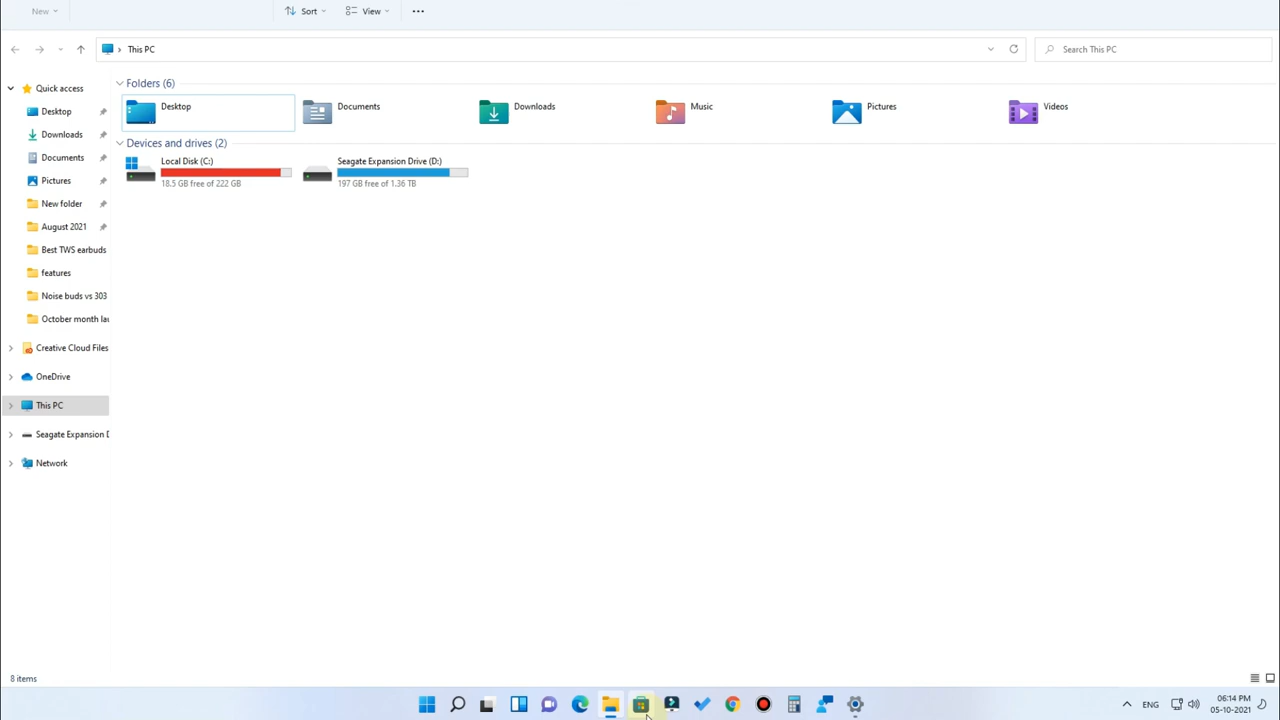 New
Sort
View
This PC
Search This PC
Quick access
Desktop
Downloads
Documents
Pictures
New folder
August 2021
Best TWS earbuds
features
Noise buds vs 303
October month lau
Creative Cloud Files
OneDrive
This PC
Seagate Expansion D
Network
Folders (6)
Desktop
Documents
Downloads
Music
Pictures
Videos
Devices and drives (2)
Local Disk (C:)
18.5 GB free of 222 GB
Seagate Expansion Drive (D:)
197 GB free of 1.36 TB
8 items
ENG
06:14 PM
05-10-2021